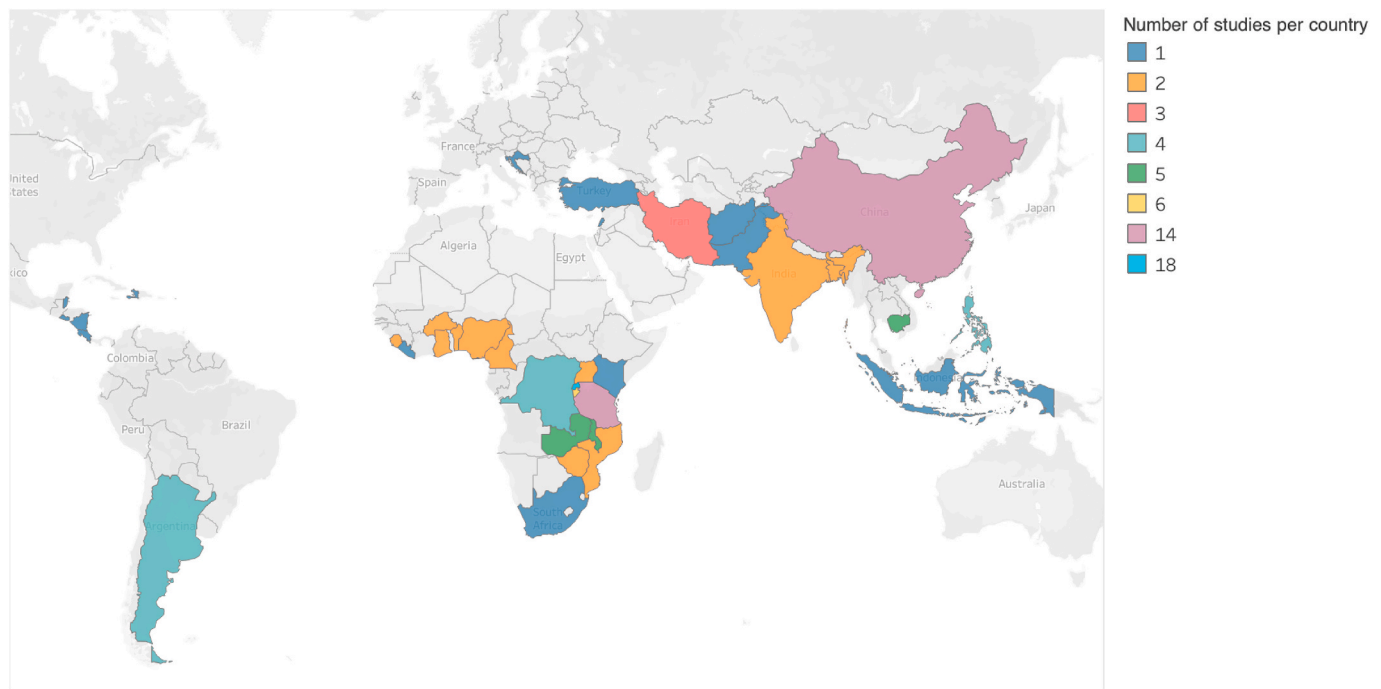 Number of studies per country
1
2
3
4
5
6
14
18
France
Spain
Turkey
Japan
United
States
Iran
China
Algeria
Egypt
India
xico
Colombia
Indonesia
Peru
Brazil
Australia
South
Africa
Argentina